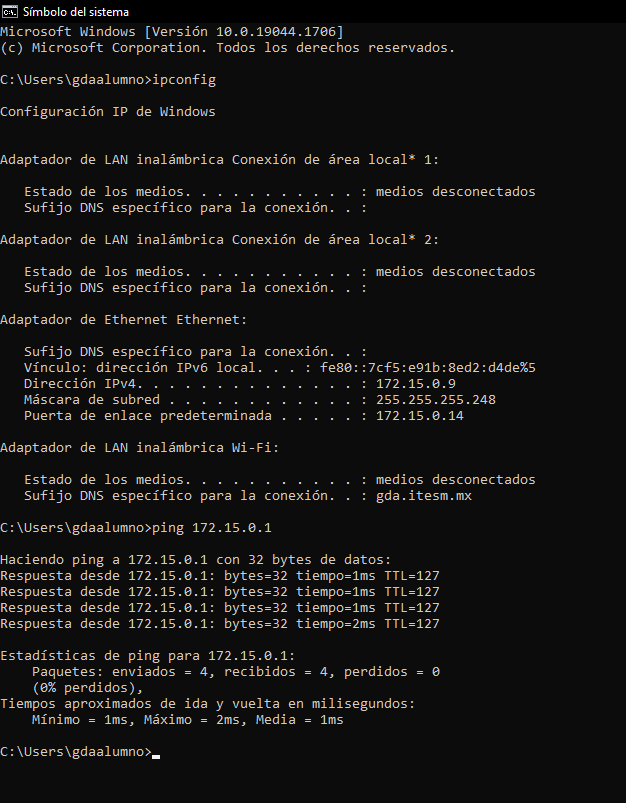 Símbolo del sistema
Microsoft Windows [Versión 10.0.19044.1706]
(c) Microsoft Corporation. Todos los derechos reservados.
C:\Users\gdaalumno>ipconfig
Configuración IP de Windows
Adaptador de LAN inalámbrica Conexión de área local* 1:
Estado de los medios. . . . . . . . . . . : medios desconectados
Sufijo DNS específico para la conexión. . :
Adaptador de LAN inalámbrica Conexión de área local* 2:
Estado de los medios. . . . . . . . . . . : medios desconectados
Sufijo DNS específico para la conexión. . :
Adaptador de Ethernet Ethernet:
Sufijo DNS específico para la conexión. . :
Vínculo: dirección IPv6 local. . . : fe80::7cf5:e91b:8ed2:d4de%5
Dirección IPv4. . . . . . . . . . . . . . : 172.15.0.9
Máscara de subred . . . . . . . . . . . . : 255.255.255.248
Puerta de enlace predeterminada . . . . . : 172.15.0.14
Adaptador de LAN inalámbrica Wi-Fi:
Estado de los medios. . . . . . . . . . . : medios desconectados
Sufijo DNS específico para la conexión. . : gda.itesm.mx
C:\Users\gdaalumno>ping 172.15.0.1
Haciendo ping a 172.15.0.1 con 32 bytes de datos:
Respuesta desde 172.15.0.1: bytes=32 tiempo=1ms TTL=127
Respuesta desde 172.15.0.1: bytes=32 tiempo=1ms TTL=127
Respuesta desde 172.15.0.1: bytes=32 tiempo=1ms TTL=127
Respuesta desde 172.15.0.1: bytes=32 tiempo=2ms TTL=127
Estadísticas de ping para 172.15.0.1:
Paquetes: enviados = 4, recibidos = 4, perdidos = 0
(0% perdidos),
Tiempos aproximados de ida y vuelta en milisegundos:
Mínimo = 1ms, Máximo = 2ms, Media = 1ms
C:\Users\gdaalumno>